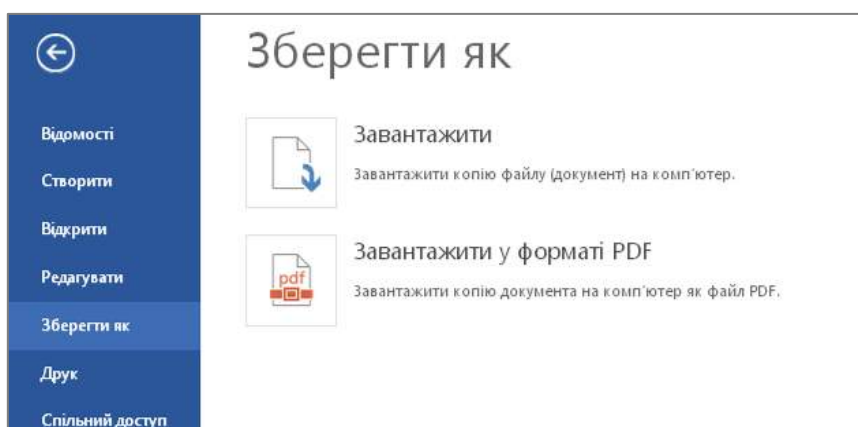 Зберегти як
Відомості
Створити
Відкрити
Редагувати
Зберегти як
Друк
Спільний доступ
Завантажити
Завантажити копію файлу (документ) на комп'ютер.
pdf
Завантажити у форматі PDF
Завантажити копію документа на комп'ютер як файл PDF.